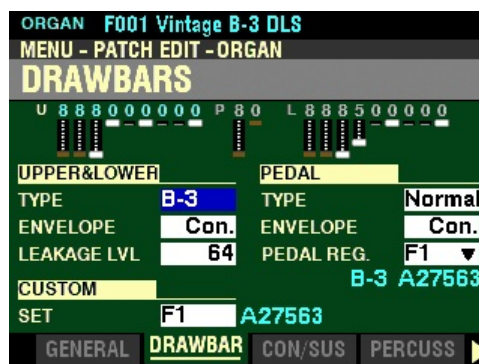 ORGAN F001 Vintage B-3 DLS
MENU - PATCH EDIT - ORGAN
DRAWBARS
U 888000000 P 80 L 888500000
UPPER&LOWER PEDAL
TYPE B-3 TYPE Normal
ENVELOPE Con. ENVELOPE Con.
LEAKAGE LVL 64 PEDAL REG. F1 ▼
B-3 A27563
CUSTOM
SET F1 A27563
GENERAL DRAWBAR CON/SUS PERCUSS